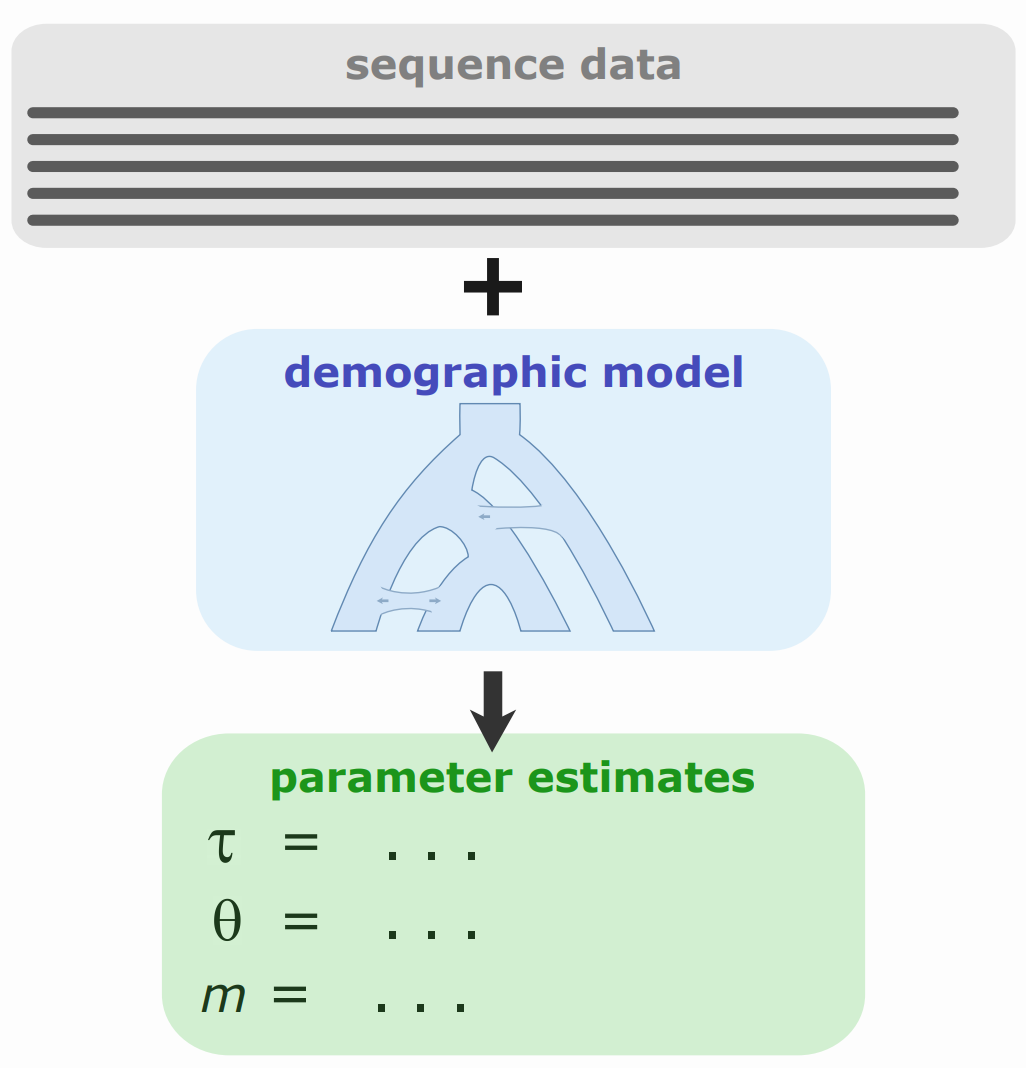 sequence data
+
demographic model
parameter estimates
τ = . . .
θ = . . .
m = . . .